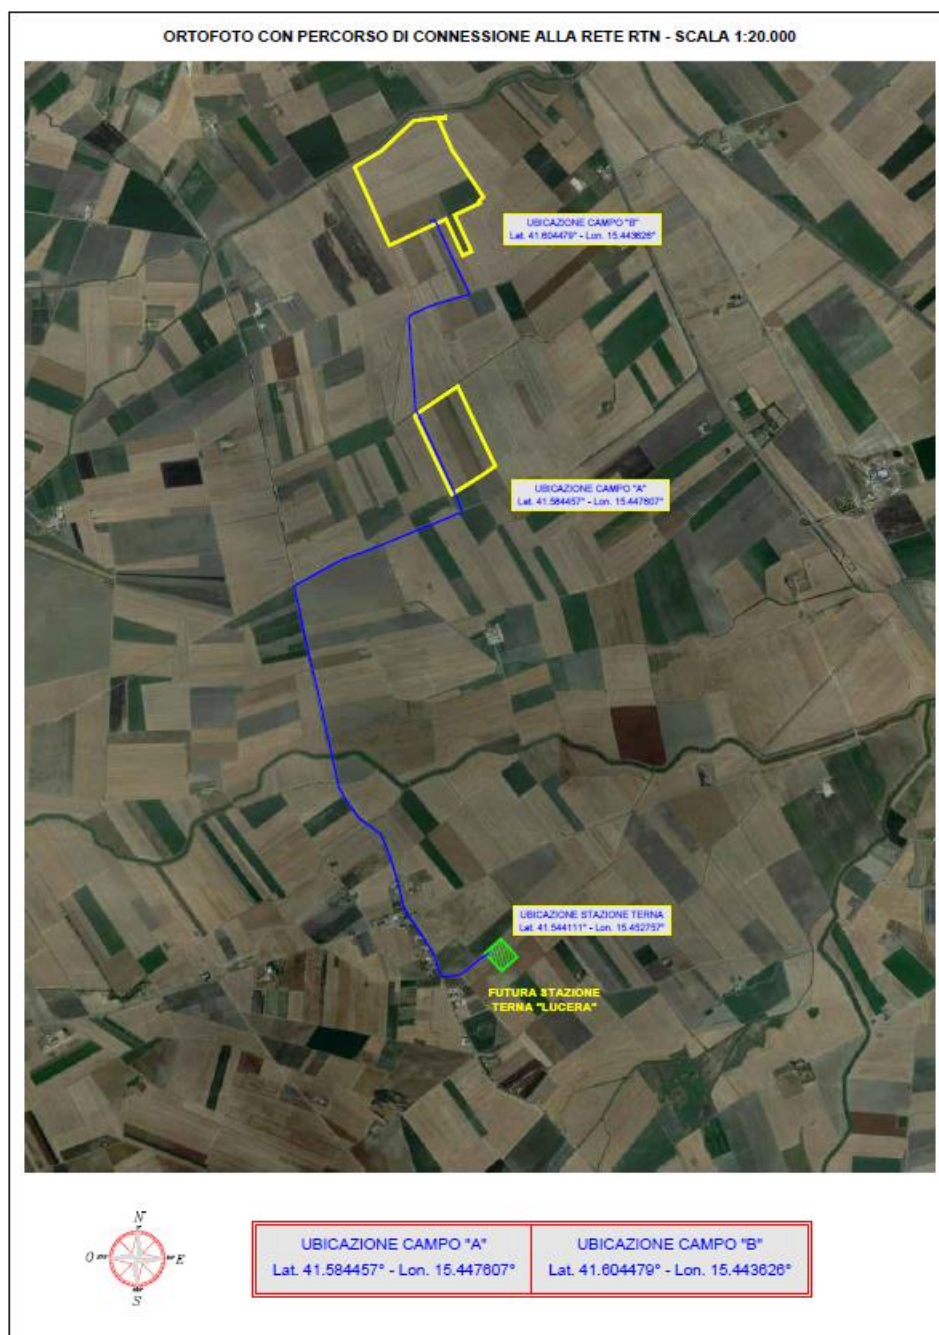 ORTOFOTO CON PERCORSO DI CONNESSIONE ALLA RETE RTN - SCALA 1:20.000
UBICAZIONE CAMPO "B"
Lat. 41.604479° - Lon. 15.443626°
UBICAZIONE CAMPO "A"
Lat. 41.584457° - Lon. 15.447607°
UBICAZIONE STAZIONE TERNA
Lat. 41.544111° - Lon. 15.452757°
FUTURA STAZIONE
TERNA "LUCERA"
N
O
E
S
UBICAZIONE CAMPO "A"
Lat. 41.584457° - Lon. 15.447607°
UBICAZIONE CAMPO "B"
Lat. 41.604479° - Lon. 15.443626°